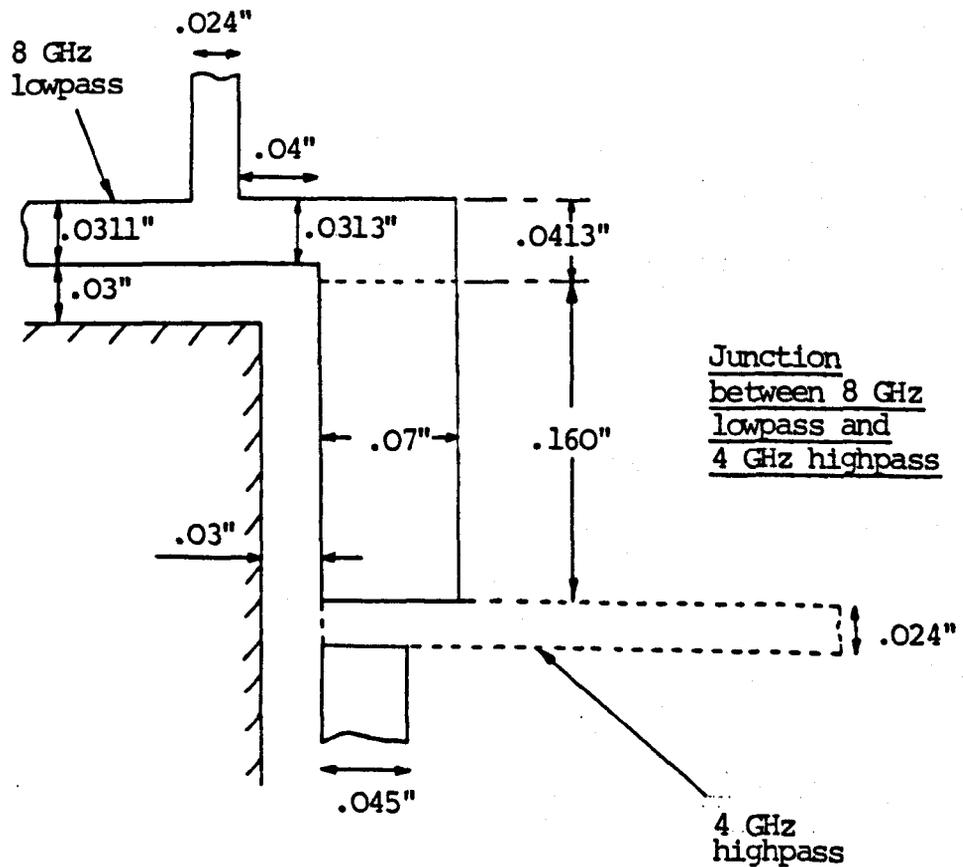 .024"
8 GHz
lowpass
.04"
.0311"
.0313"
.0413"
.03"
Junction
between 8 GHz
lowpass and
4 GHz highpass
.07"
.160"
.03"
.024"
.045"
4 GHz
highpass